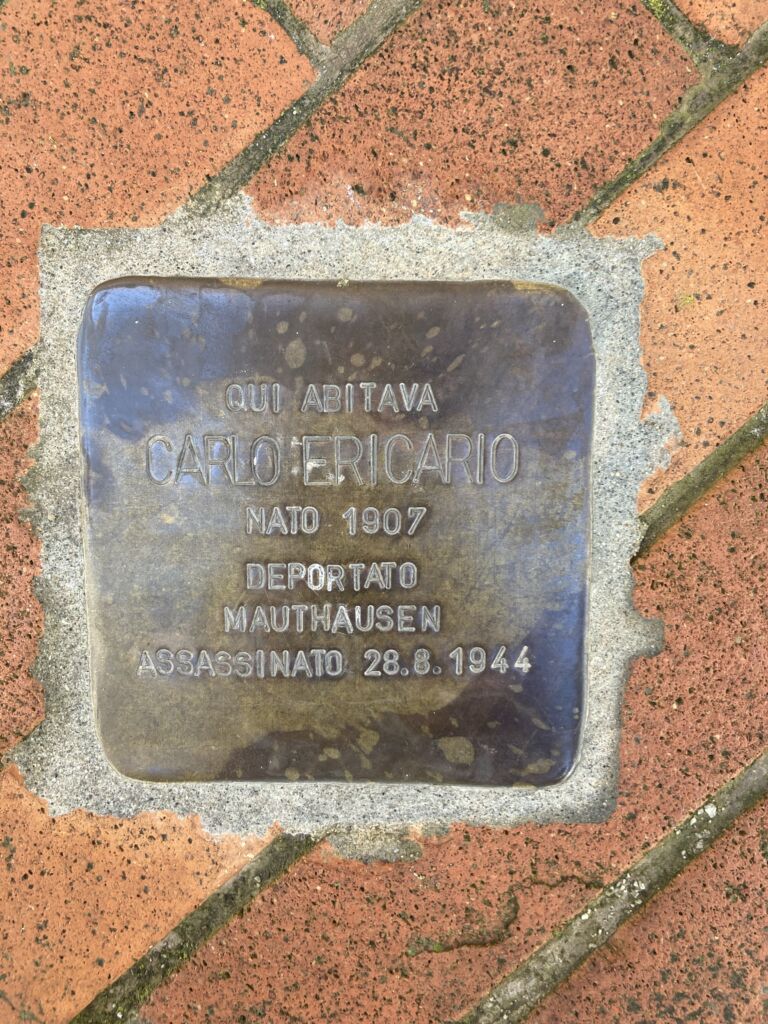 QUI ABITAVA
CARLO ERICARIO
NATO 1907
DEPORTATO
MAUTHAUSEN
ASSASSINATO 28.8.1944